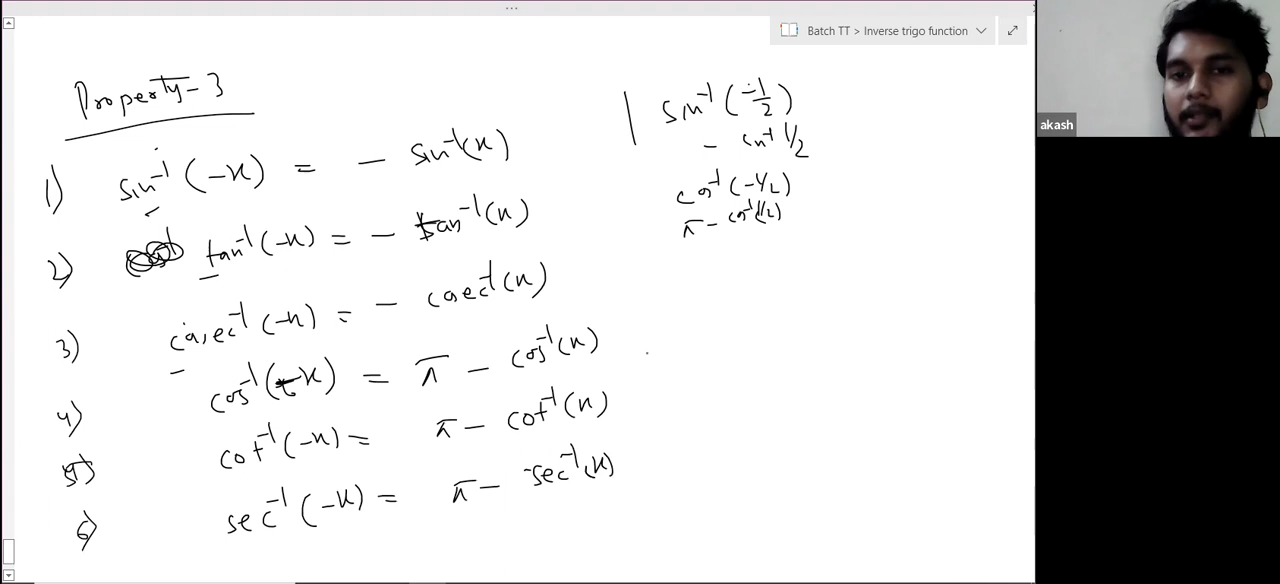 Batch TT > Inverse trigo function
akash
Property-3
1) sin⁻¹(-x) = - sin⁻¹(x)
2) tan⁻¹(-x) = - tan⁻¹(x)
3) cosec⁻¹(-x) = - cosec⁻¹(x)
4) cos⁻¹(-x) = π - cos⁻¹(x)
5) cot⁻¹(-x) = π - cot⁻¹(x)
6) sec⁻¹(-x) = π - sec⁻¹(x)
sin⁻¹(-1/2)
- sin⁻¹ 1/2
cos⁻¹(-1/2)
π - cos⁻¹(1/2)